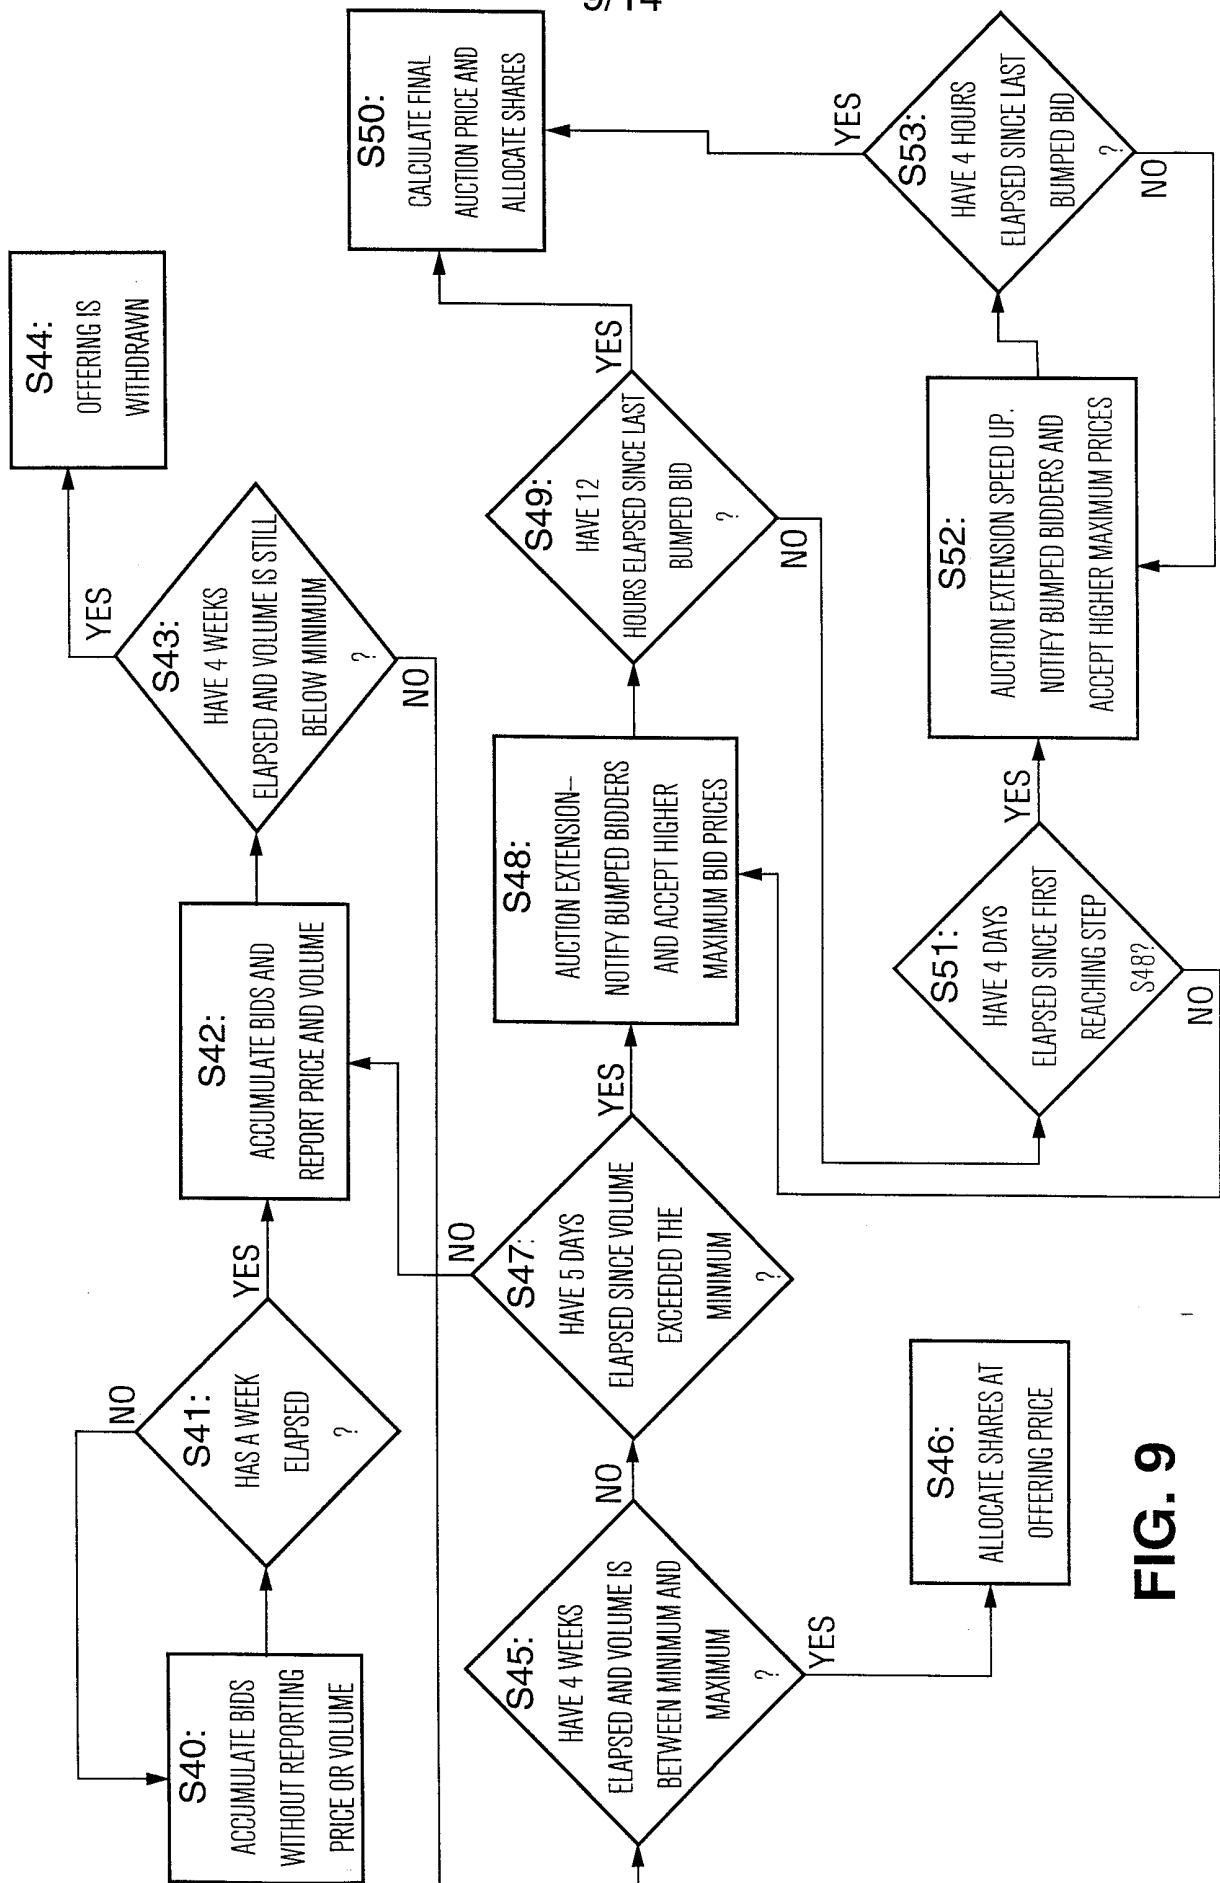 9/14
S40:
ACCUMULATE BIDS
WITHOUT REPORTING
PRICE OR VOLUME
NO
S41:
HAS A WEEK
ELAPSED
?
YES
S42:
ACCUMULATE BIDS AND
REPORT PRICE AND VOLUME
S43:
HAVE 4 WEEKS
ELAPSED AND VOLUME IS STILL
BELOW MINIMUM
?
YES
NO
S44:
OFFERING IS
WITHDRAWN
S45:
HAVE 4 WEEKS
ELAPSED AND VOLUME IS
BETWEEN MINIMUM AND
MAXIMUM
?
NO
YES
S46:
ALLOCATE SHARES AT
OFFERING PRICE
S47:
HAVE 5 DAYS
ELAPSED SINCE VOLUME
EXCEEDED THE
MINIMUM
?
NO
YES
S48:
AUCTION EXTENSION–
NOTIFY BUMPED BIDDERS
AND ACCEPT HIGHER
MAXIMUM BID PRICES
S49:
HAVE 12
HOURS ELAPSED SINCE LAST
BUMPED BID
?
YES
NO
S50:
CALCULATE FINAL
AUCTION PRICE AND
ALLOCATE SHARES
S51:
HAVE 4 DAYS
ELAPSED SINCE FIRST
REACHING STEP
S48?
YES
NO
S52:
AUCTION EXTENSION SPEED UP.
NOTIFY BUMPED BIDDERS AND
ACCEPT HIGHER MAXIMUM PRICES
S53:
HAVE 4 HOURS
ELAPSED SINCE LAST
BUMPED BID
?
YES
NO
FIG. 9